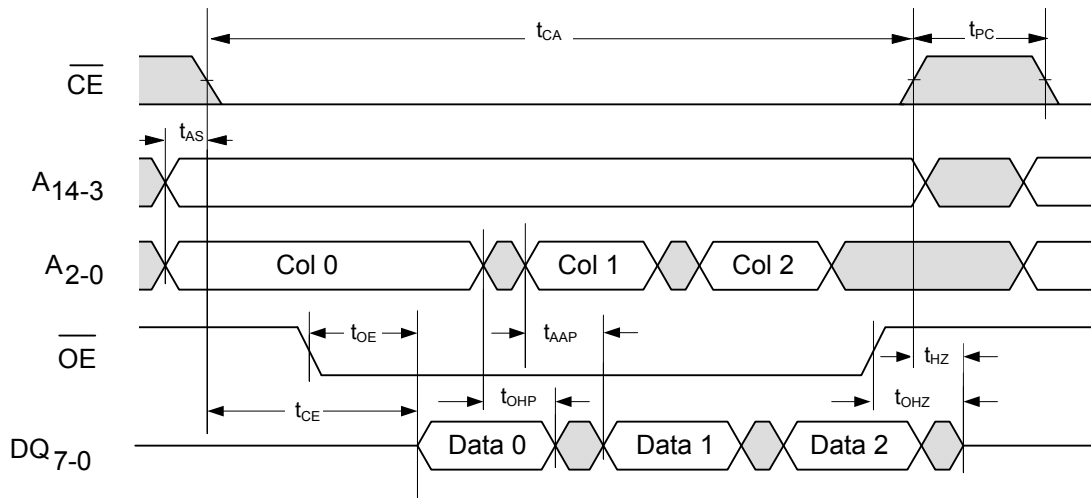 tCA
tPC
CE
tAS
A14-3
A2-0
Col 0
Col 1
Col 2
OE
tOE
tAAP
tHZ
tCE
tOHP
tOHZ
DQ7-0
Data 0
Data 1
Data 2